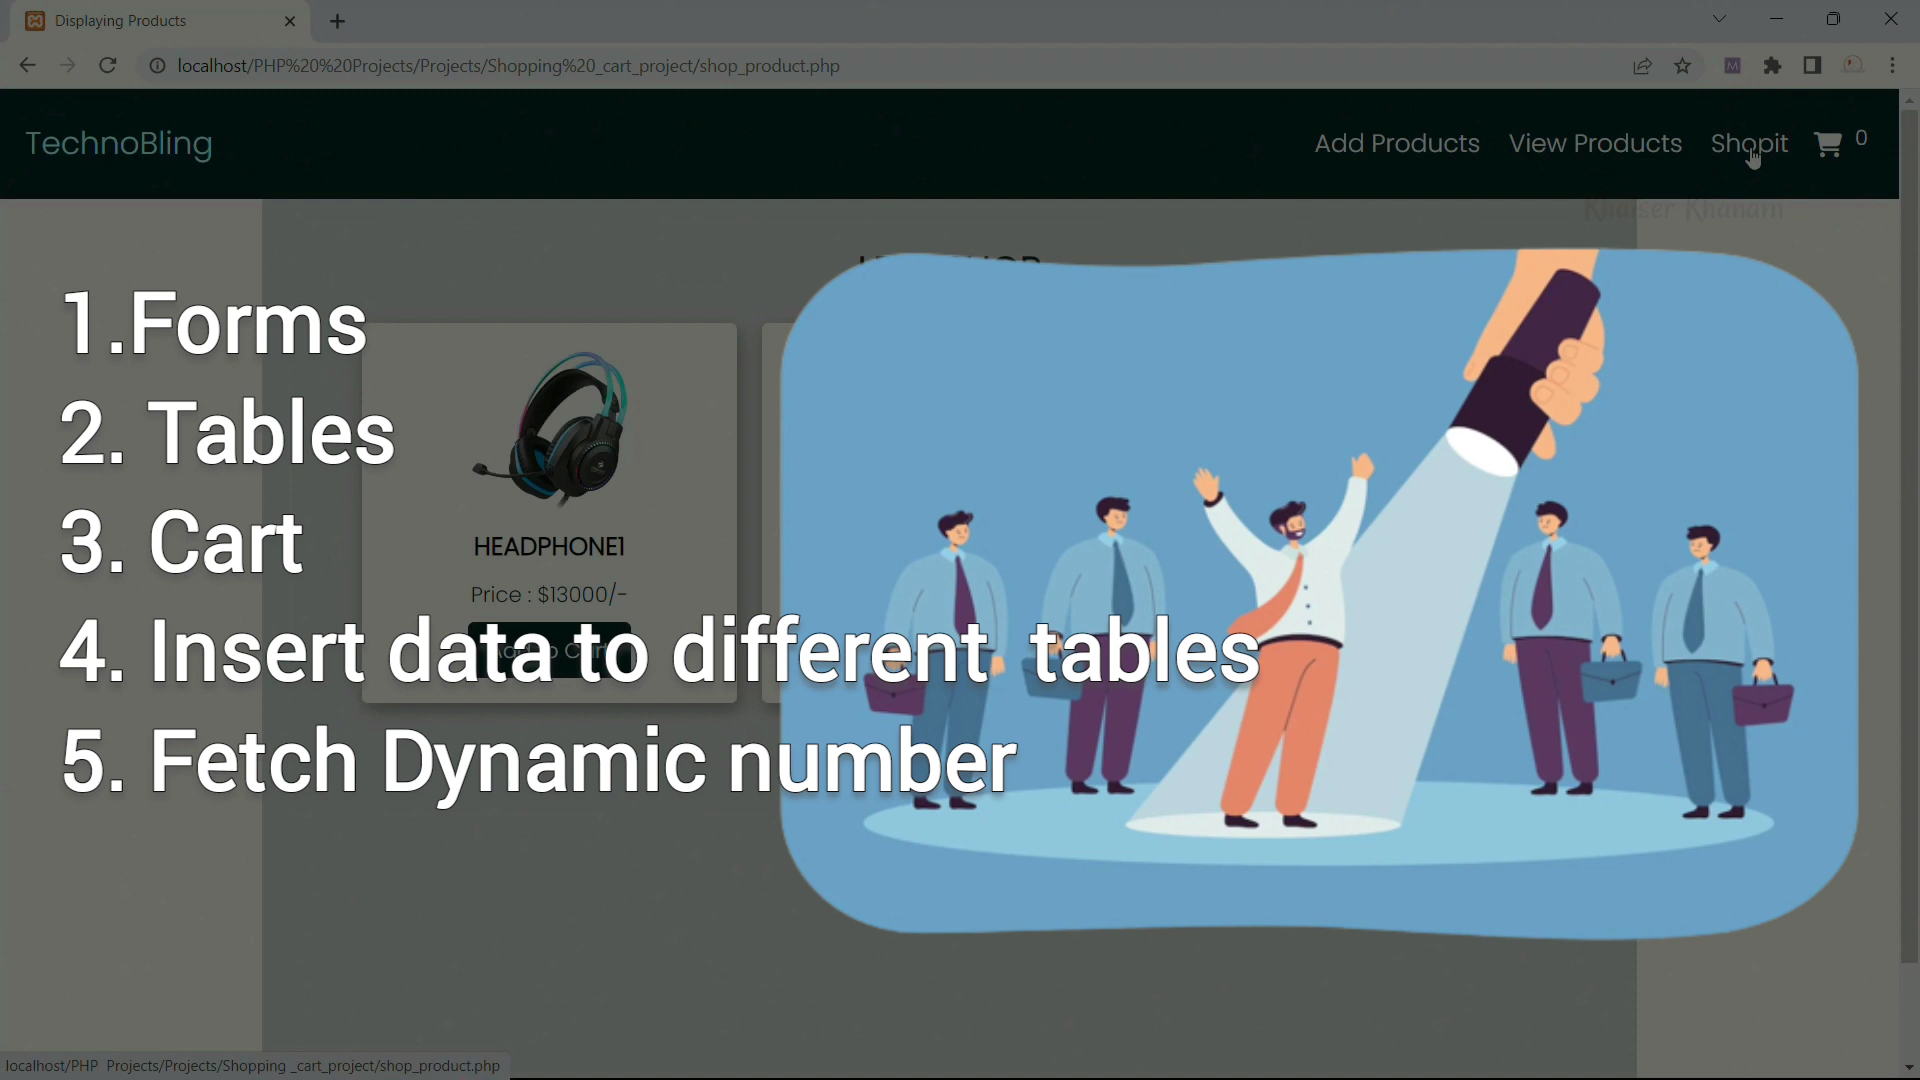 Displaying Products
localhost/PHP%20%20Projects/Projects/Shopping%20_cart_project/shop_product.php
TechnoBling
Add Products
View Products
Shopit
0
Khaiser Khanam
1.Forms
2. Tables
3. Cart
4. Insert data to different tables
5. Fetch Dynamic number
HEADPHONE1
Price : $13000/-
localhost/PHP Projects/Projects/Shopping _cart_project/shop_product.php